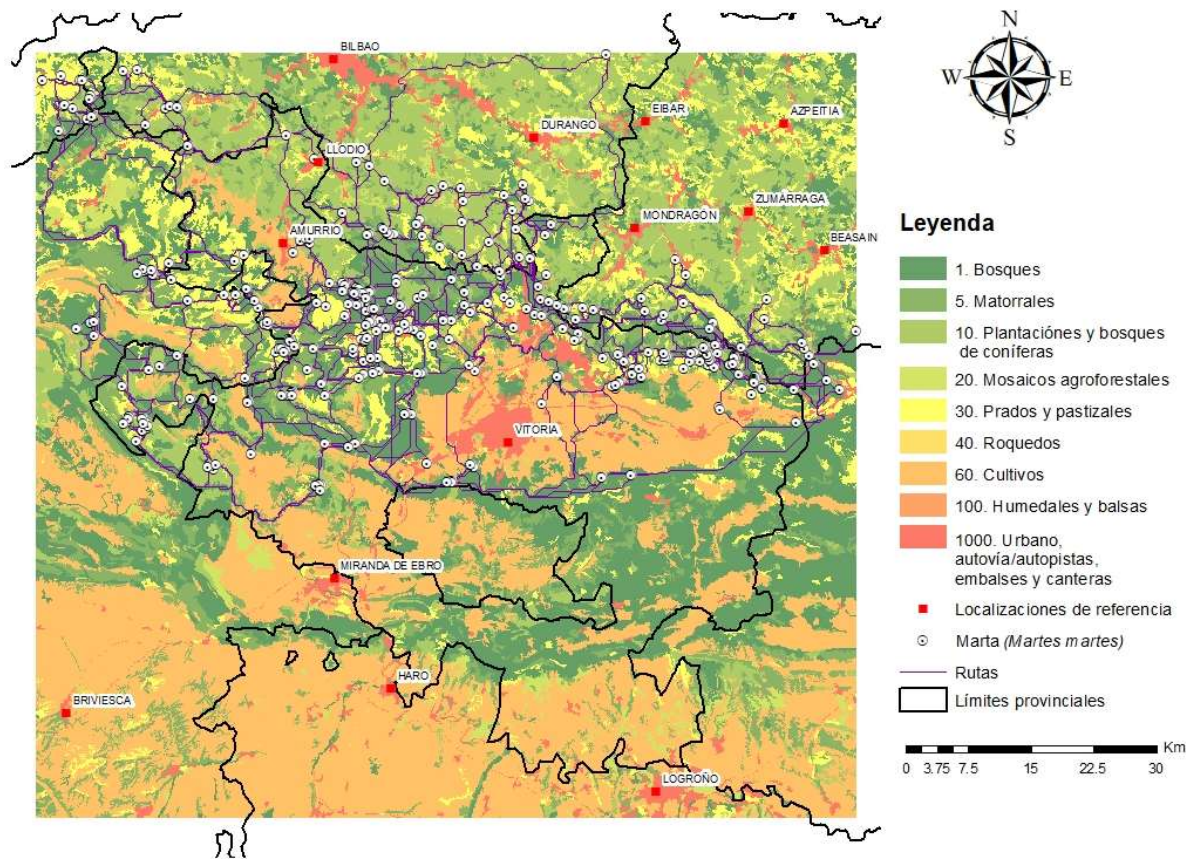 BILBAO
EIBAR
AZPEITIA
DURANGO
LLODIO
ZUMÁRRAGA
MONDRAGÓN
AMURRIO
BEASAIN
VITORIA
MIRANDA DE EBRO
HARO
BRIVIESCA
LOGROÑO
N
W
E
S
Leyenda
1. Bosques
5. Matorrales
10. Plantaciónes y bosques
de coníferas
20. Mosaicos agroforestales
30. Prados y pastizales
40. Roquedos
60. Cultivos
100. Humedales y balsas
1000. Urbano,
autovía/autopistas,
embalses y canteras
Localizaciones de referencia
Marta (Martes martes)
Rutas
Límites provinciales
Km
0 3.75 7.5 15 22.5 30